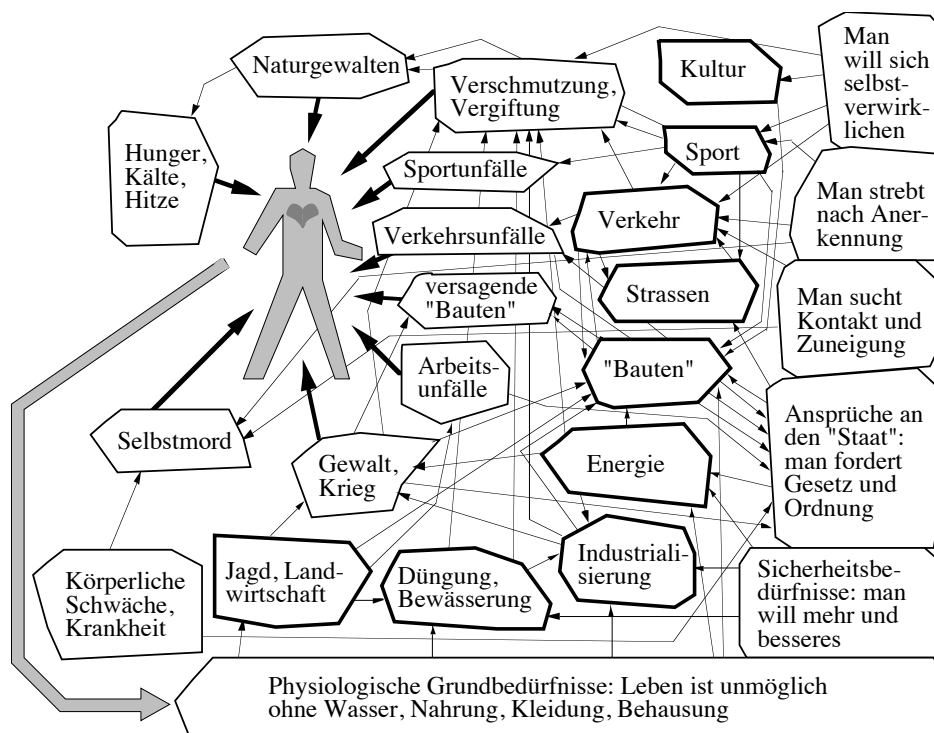 Naturgewalten
Verschmutzung,
Vergiftung
Kultur
Man
will sich
selbst-
verwirk-
lichen
Hunger,
Kälte,
Hitze
Sportunfälle
Sport
Man strebt
nach Aner-
kennung
Verkehrsunfälle
Verkehr
versagende
"Bauten"
Strassen
Man sucht
Kontakt und
Zuneigung
Arbeits-
unfälle
"Bauten"
Selbstmord
Gewalt,
Krieg
Energie
Ansprüche an
den "Staat":
man fordert
Gesetz und
Ordnung
Körperliche
Schwäche,
Krankheit
Jagd, Land-
wirtschaft
Düngung,
Bewässerung
Industriali-
sierung
Sicherheitsbe-
dürfnisse: man
will mehr und
besseres
Physiologische Grundbedürfnisse: Leben ist unmöglich
ohne Wasser, Nahrung, Kleidung, Behausung